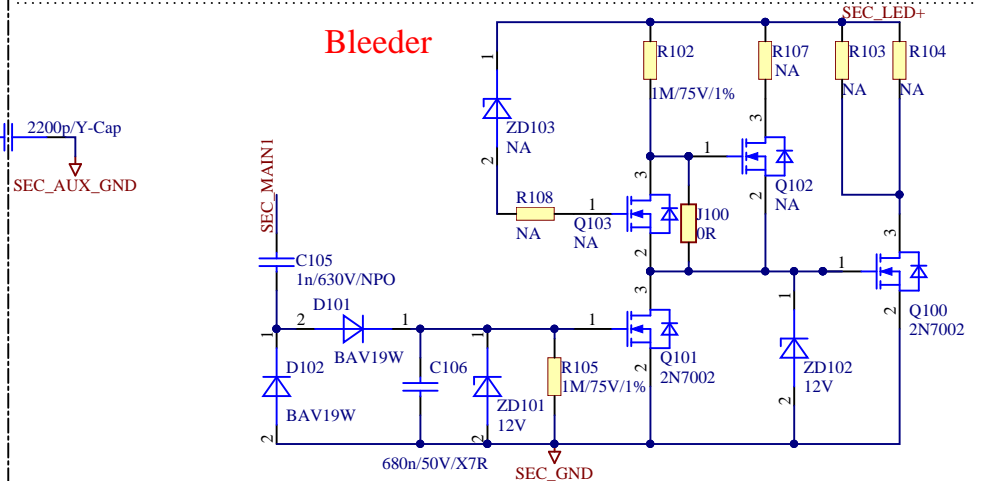 SEC_LED+
Bleeder
1
R102
R107
R103
R104
NA
1M/75V/1%
NA
NA
2200p/Y-Cap
ZD103
NA
3
1
2
Q102
NA
2
SEC_AUX_GND
SEC_MAIN1
R108
NA
1
3
Q103
NA
2
J100
0R
3
1
2
Q100
2N7002
C105
1n/630V/NPO
D101
2
1
BAV19W
1
3
1
2
Q101
2N7002
1
D102
BAV19W
2
C106
680n/50V/X7R
1
ZD101
12V
2
R105
1M/75V/1%
1
ZD102
12V
2
SEC_GND